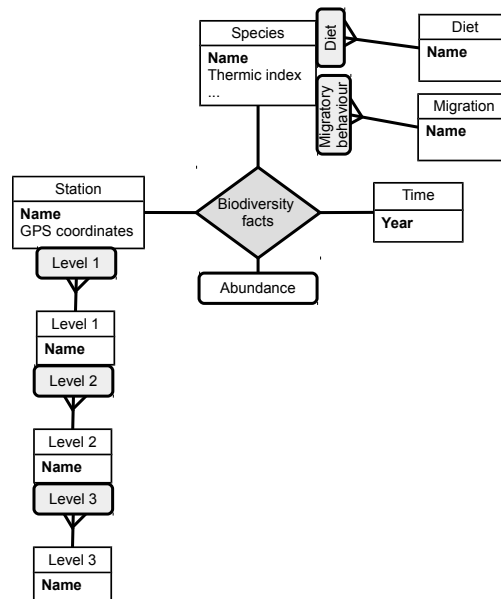 Species
Name
Thermic index
...
Diet
Diet
Name
Migratory
behaviour
Migration
Name
Station
Name
GPS coordinates
Biodiversity
facts
Time
Year
Abundance
Level 1
Level 1
Name
Level 2
Level 2
Name
Level 3
Level 3
Name